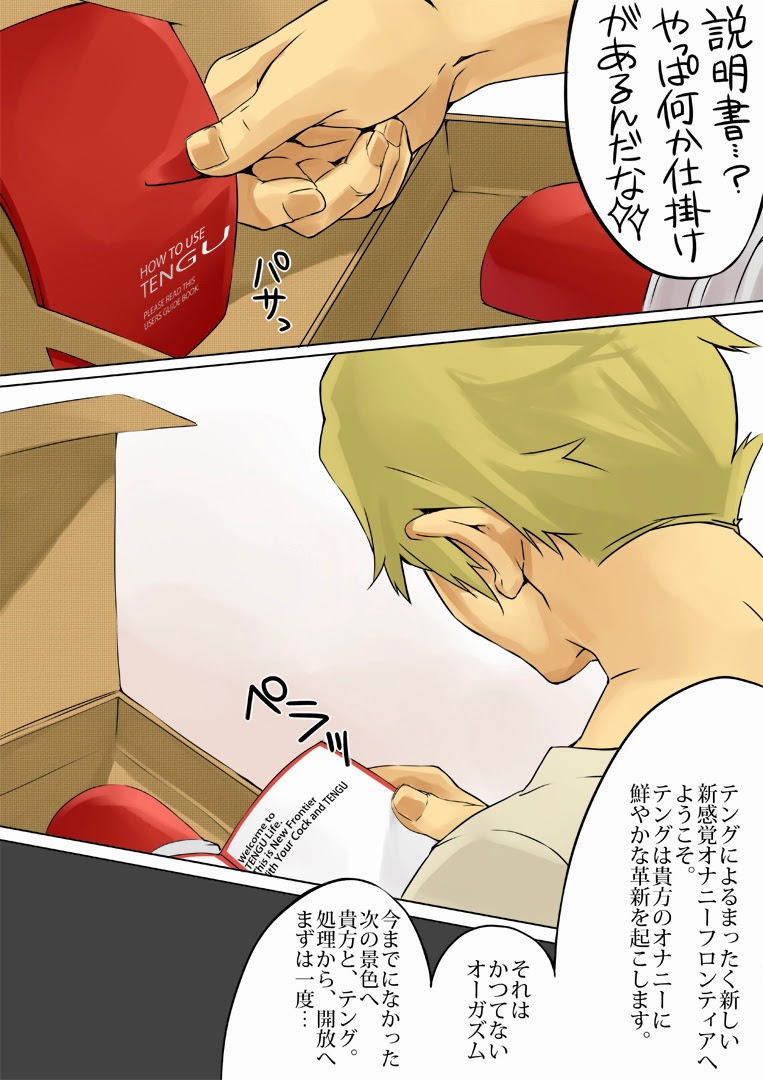 説明書…?
やっぱ何か仕掛け
があるんだな
HOW TO USE
TENGU
PLEASE READ THIS
USERS GUIDE BOOK
パサッ
ペラッ
Welcome to
TENGU Life.
This is New Frontier
with Your Cock and TENGU
テングによるまったく新しい
新感覚オナニーフロンティアへ
ようこそ。
テングは貴方のオナニーに
鮮やかな革新を起こします。
それは
かつてない
オーガズム
今までになかった
次の景色へ
貴方と、テング。
処理から、開放へ
まずは一度…